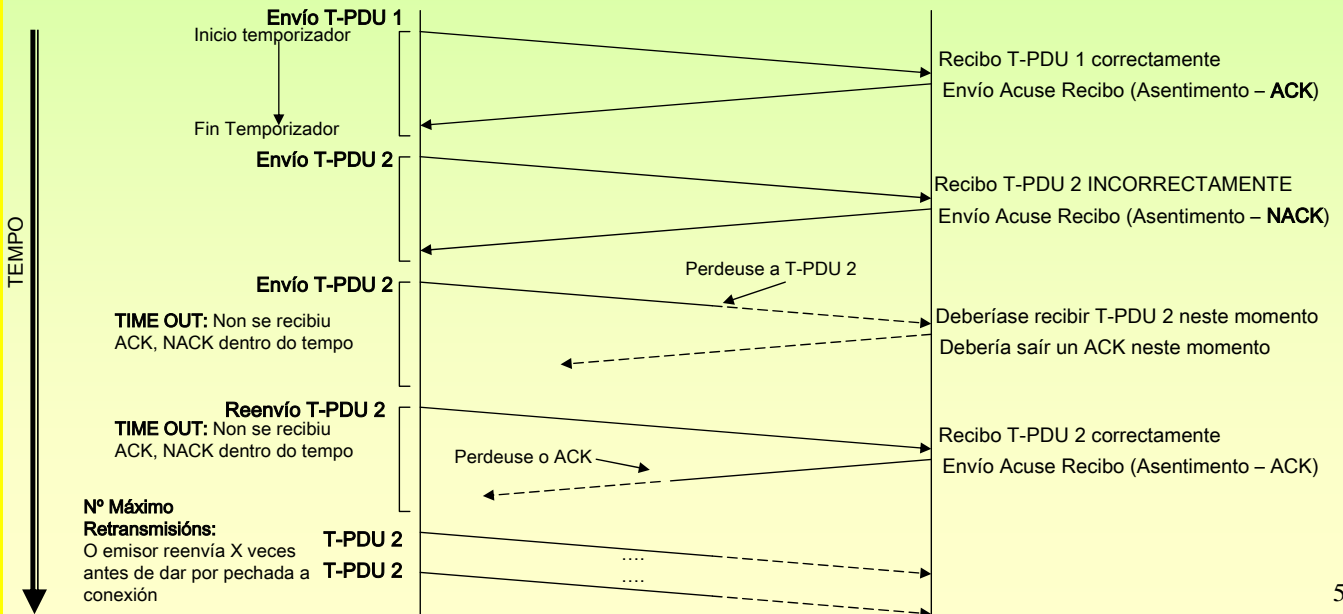 Envío T-PDU 1
Inicio temporizador
Recibo T-PDU 1 correctamente
Envío Acuse Recibo (Asentimento – ACK)
Fin Temporizador
Envío T-PDU 2
Recibo T-PDU 2 INCORRECTAMENTE
Envío Acuse Recibo (Asentimento – NACK)
TEMPO
Perdeuse a T-PDU 2
Envío T-PDU 2
TIME OUT: Non se recibiu
ACK, NACK dentro do tempo
Deberíase recibir T-PDU 2 neste momento
Debería saír un ACK neste momento
Reenvío T-PDU 2
TIME OUT: Non se recibiu
ACK, NACK dentro do tempo
Perdeuse o ACK
Recibo T-PDU 2 correctamente
Envío Acuse Recibo (Asentimento – ACK)
Nº Máximo
Retransmisións:
O emisor reenvía X veces
antes de dar por pechada a
conexión
T-PDU 2
....
T-PDU 2
....
5